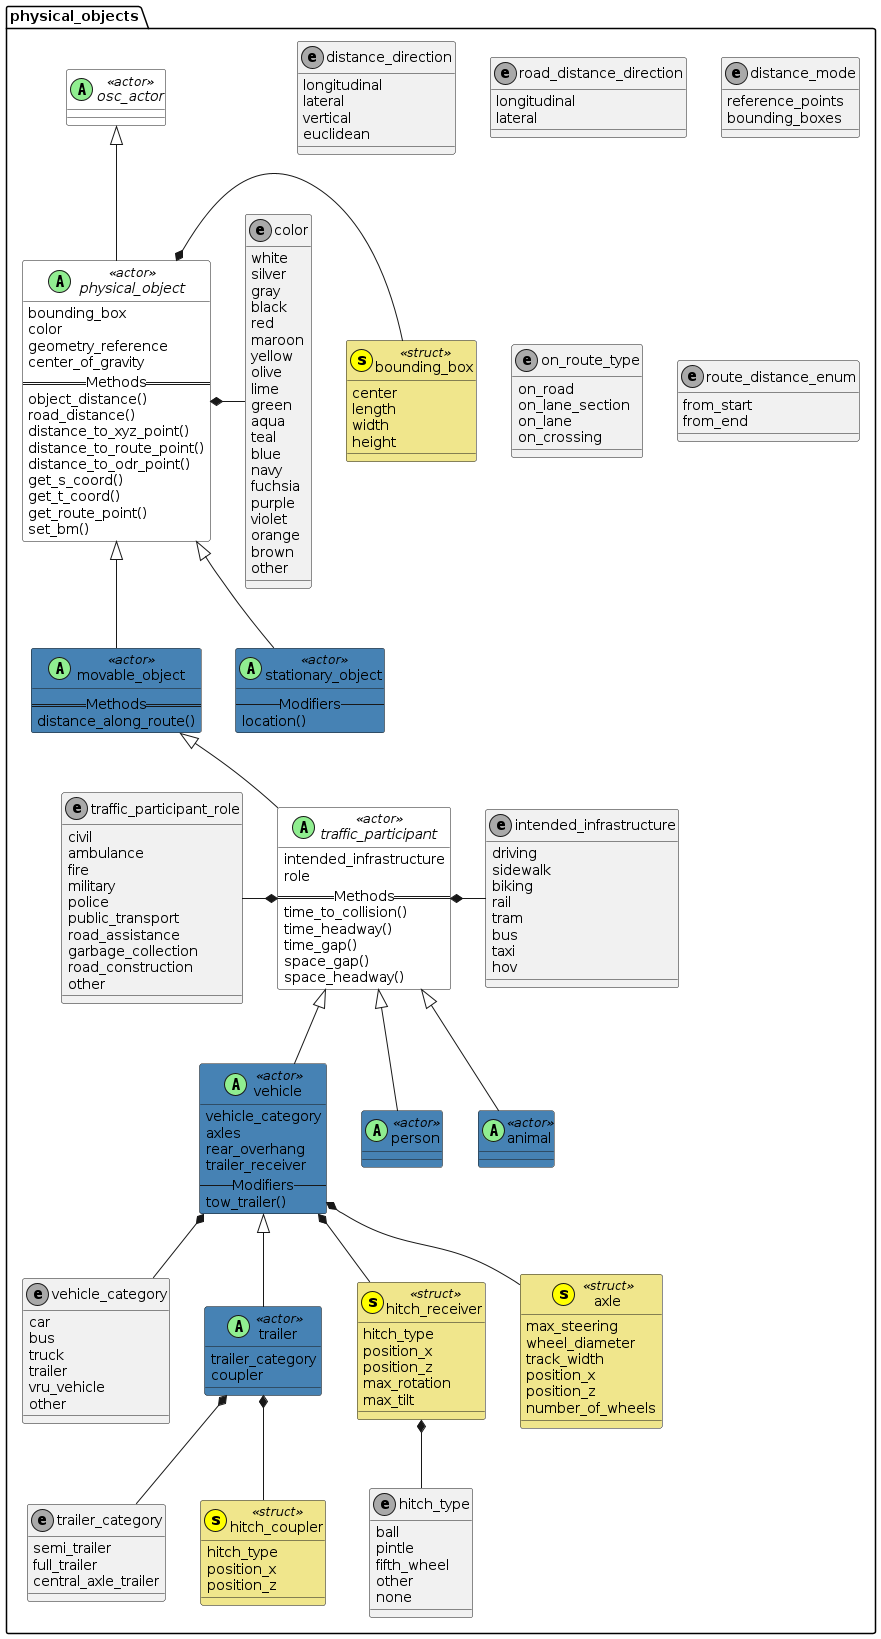 physical_objects
A
«actor»
osc_actor
e
distance_direction
longitudinal
lateral
vertical
euclidean
e
road_distance_direction
longitudinal
lateral
e
distance_mode
reference_points
bounding_boxes
A
«actor»
physical_object
bounding_box
color
geometry_reference
center_of_gravity
Methods
object_distance()
road_distance()
distance_to_xyz_point()
distance_to_route_point()
distance_to_odr_point()
get_s_coord()
get_t_coord()
get_route_point()
set_bm()
e
color
white
silver
gray
black
red
maroon
yellow
olive
lime
green
aqua
teal
blue
navy
fuchsia
purple
violet
orange
brown
other
s
«struct»
bounding_box
center
length
width
height
e
on_route_type
on_road
on_lane_section
on_lane
on_crossing
e
route_distance_enum
from_start
from_end
A
«actor»
movable_object
Methods
distance_along_route()
A
«actor»
stationary_object
Modifiers
location()
e
traffic_participant_role
civil
ambulance
fire
military
police
public_transport
road_assistance
garbage_collection
road_construction
other
A
«actor»
traffic_participant
intended_infrastructure
role
Methods
time_to_collision()
time_headway()
time_gap()
space_gap()
space_headway()
e
intended_infrastructure
driving
sidewalk
biking
rail
tram
bus
taxi
hov
A
«actor»
vehicle
vehicle_category
axles
rear_overhang
trailer_receiver
Modifiers
tow_trailer()
A
«actor»
person
A
«actor»
animal
e
vehicle_category
car
bus
truck
trailer
vru_vehicle
other
A
«actor»
trailer
trailer_category
coupler
s
«struct»
hitch_receiver
hitch_type
position_x
position_z
max_rotation
max_tilt
s
«struct»
axle
max_steering
wheel_diameter
track_width
position_x
position_z
number_of_wheels
e
trailer_category
semi_trailer
full_trailer
central_axle_trailer
s
«struct»
hitch_coupler
hitch_type
position_x
position_z
e
hitch_type
ball
pintle
fifth_wheel
other
none